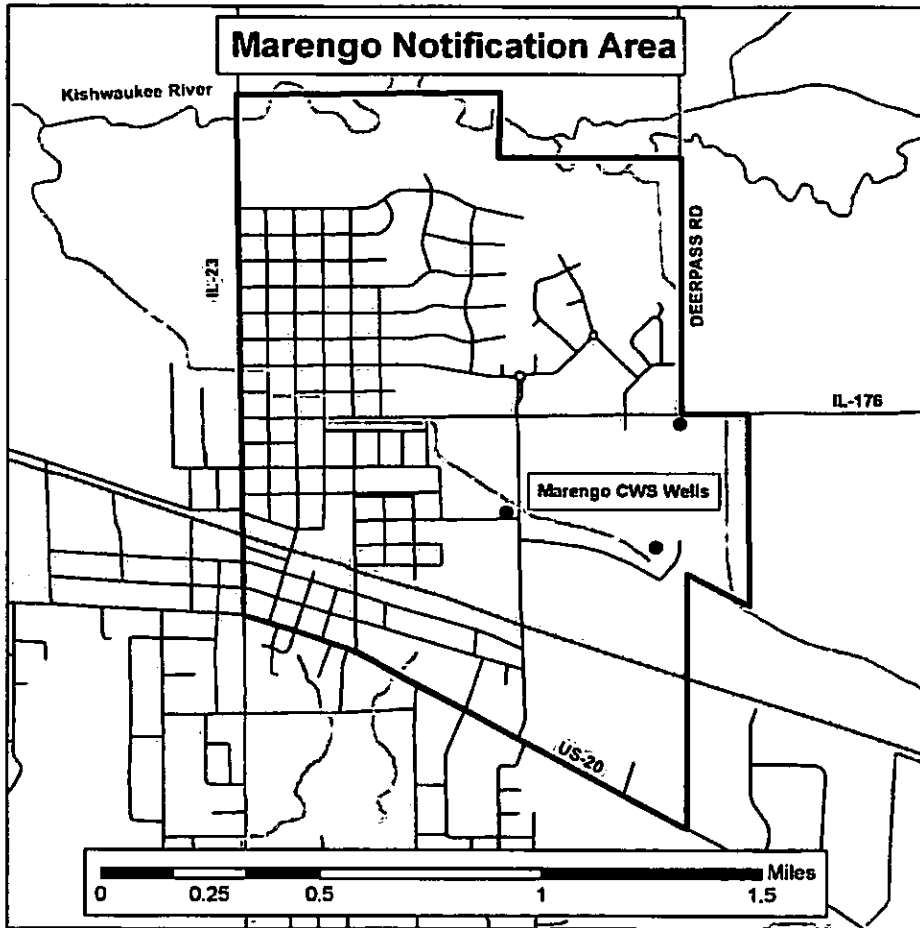 Marengo Notification Area
Kishwaukee River
IL-23
DEERPASS RD
IL-176
Marengo CWS Wells
US-20
Miles
0 0.25 0.5 1 1.5